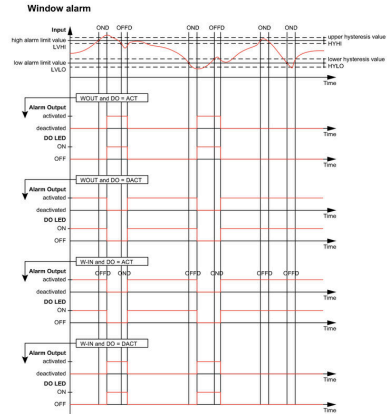 Window alarm
OND OFFD OND OFFD OFFD OND
Input
high alarm limit value
LVHI
upper hysteresis value
HYHI
low alarm limit value
LVLO
lower hysteresis value
HYLO
Time
WOUT and DO = ACT
Alarm Output
activated
deactivated
Time
DO LED
ON
OFF
Time
WOUT and DO = DACT
Alarm Output
activated
deactivated
Time
DO LED
ON
OFF
Time
W-IN and DO = ACT
Alarm Output
OFFD OND OFFD OND OFFD OND
activated
deactivated
Time
DO LED
ON
OFF
Time
W-IN and DO = DACT
Alarm Output
activated
deactivated
Time
DO LED
ON
OFF
Time